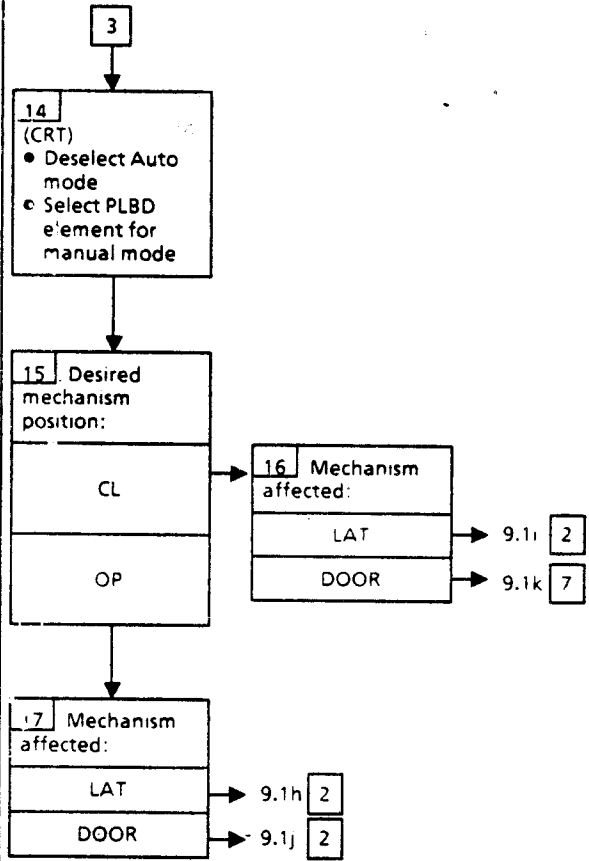 3
14
(CRT)
• Deselect Auto
mode
• Select PLBD
element for
manual mode
15 Desired
mechanism
position:
CL
OP
16 Mechanism
affected:
LAT
9.1i 2
DOOR
9.1k 7
17 Mechanism
affected:
LAT
9.1h 2
DOOR
9.1j 2